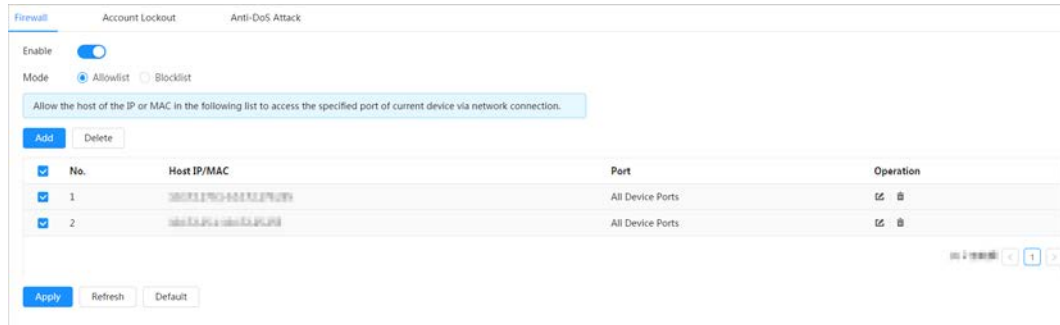 Firewall Account Lockout Anti-DoS Attack
Enable
Mode Allowlist Blocklist
Allow the host of the IP or MAC in the following list to access the specified port of current device via network connection.
Add Delete
No. Host IP/MAC Port Operation
1 All Device Ports
2 All Device Ports
1
Apply Refresh Default